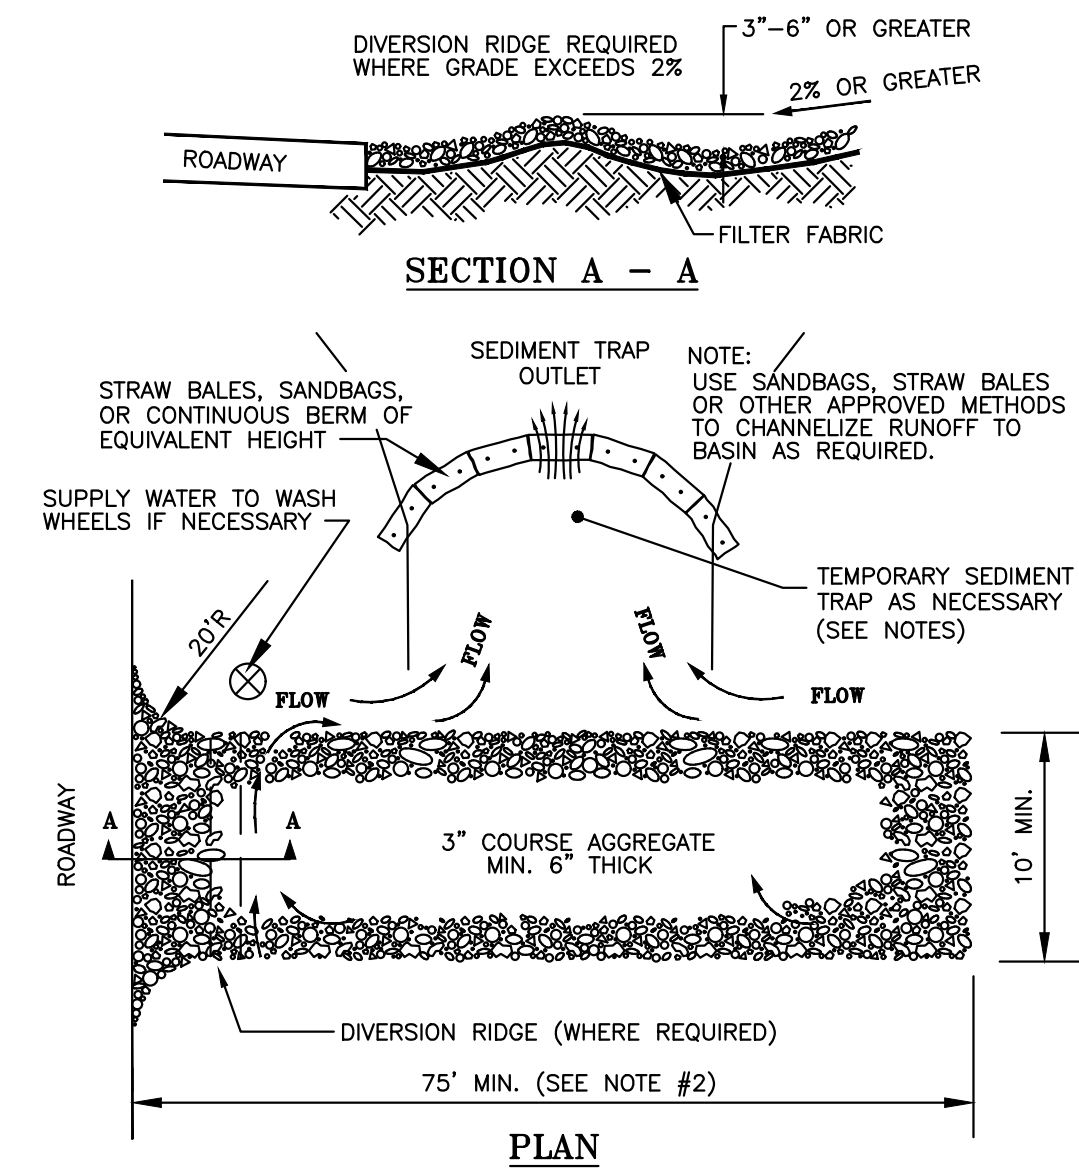 3"-6" OR GREATER
DIVERSION RIDGE REQUIRED
WHERE GRADE EXCEEDS 2%
2% OR GREATER
ROADWAY
FILTER FABRIC
SECTION A - A
SEDIMENT TRAP
OUTLET
NOTE:
USE SANDBAGS, STRAW BALES
OR OTHER APPROVED METHODS
TO CHANNELIZE RUNOFF TO
BASIN AS REQUIRED.
STRAW BALES, SANDBAGS,
OR CONTINUOUS BERM OF
EQUIVALENT HEIGHT
SUPPLY WATER TO WASH
WHEELS IF NECESSARY
TEMPORARY SEDIMENT
TRAP AS NECESSARY
(SEE NOTES)
20'R
FLOW
FLOW
FLOW
FLOW
ROADWAY
A
A
3" COURSE AGGREGATE
MIN. 6" THICK
10' MIN.
DIVERSION RIDGE (WHERE REQUIRED)
75' MIN. (SEE NOTE #2)
PLAN